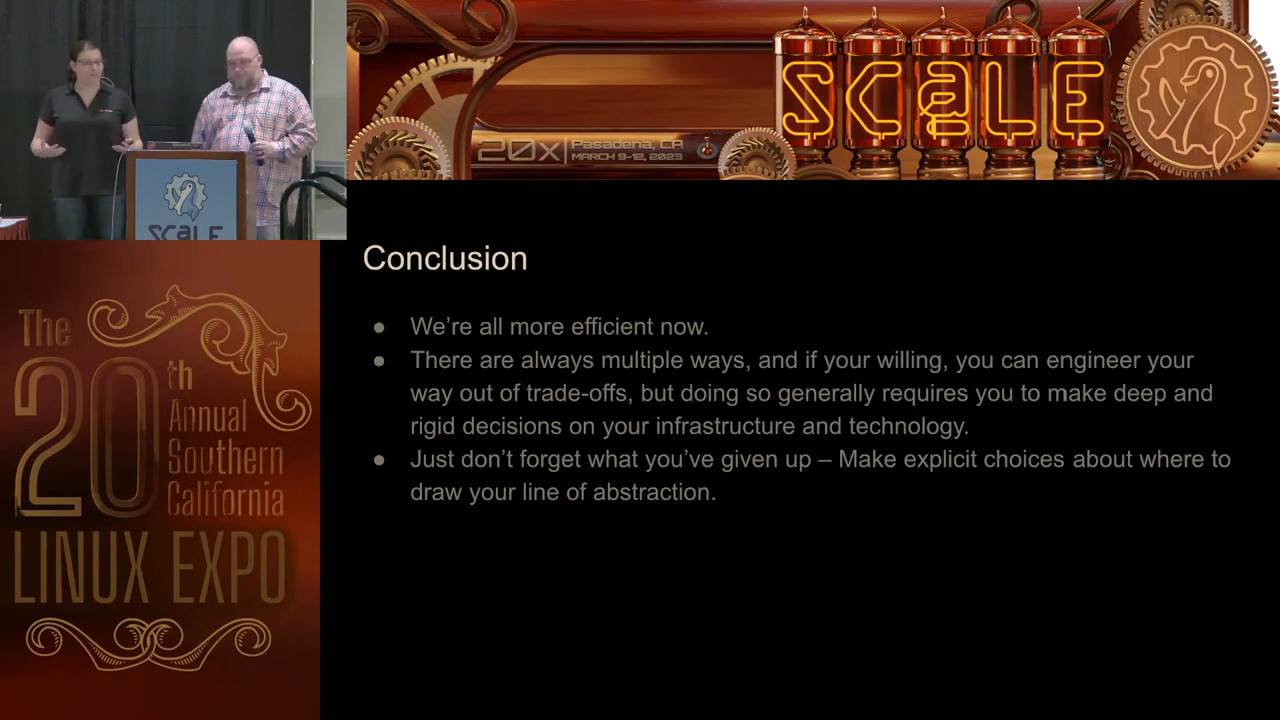 SCaLE
20x
Pasadena, CA
MARCH 9-12, 2023
SCALE
The
20th
Annual
Southern
California
LINUX EXPO
Conclusion
● We’re all more efficient now.
● There are always multiple ways, and if your willing, you can engineer your
way out of trade-offs, but doing so generally requires you to make deep and
rigid decisions on your infrastructure and technology.
● Just don’t forget what you’ve given up – Make explicit choices about where to
draw your line of abstraction.